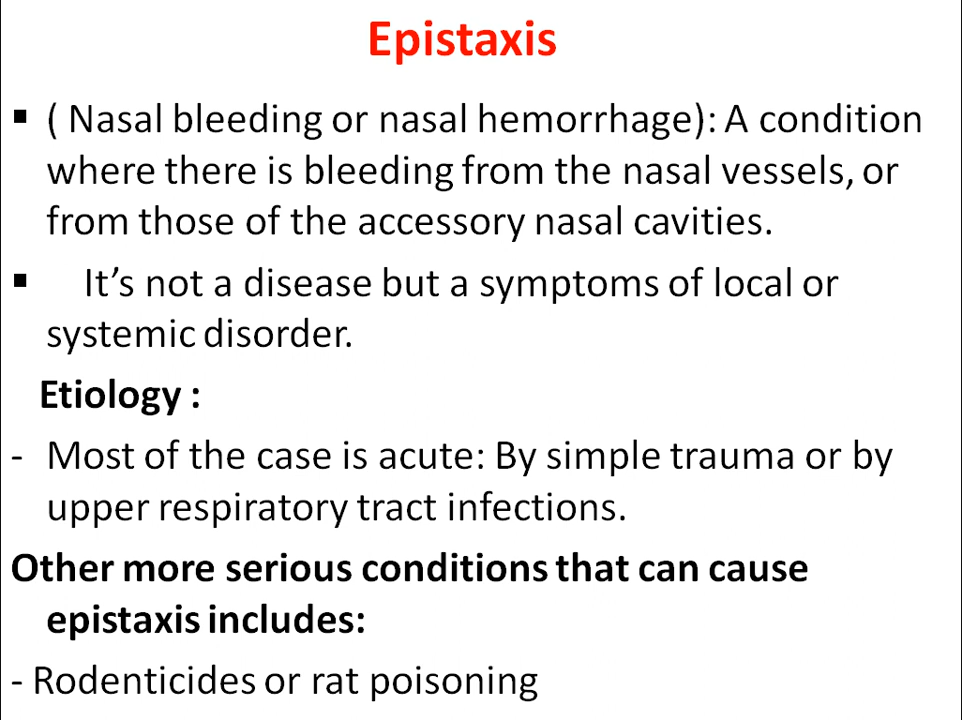 Epistaxis
▪ ( Nasal bleeding or nasal hemorrhage): A condition
where there is bleeding from the nasal vessels, or
from those of the accessory nasal cavities.
▪ It’s not a disease but a symptoms of local or
systemic disorder.
Etiology :
- Most of the case is acute: By simple trauma or by
upper respiratory tract infections.
Other more serious conditions that can cause
epistaxis includes:
- Rodenticides or rat poisoning